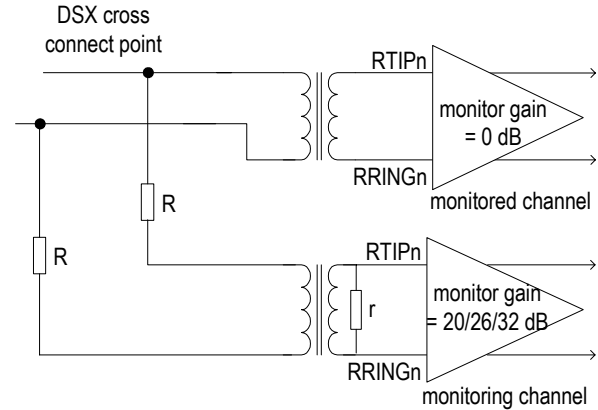 DSX cross
connect point
RTIPn
monitor gain
= 0 dB
RRINGn
monitored channel
R
R
RTIPn
monitor gain
= 20/26/32 dB
r
RRINGn
monitoring channel